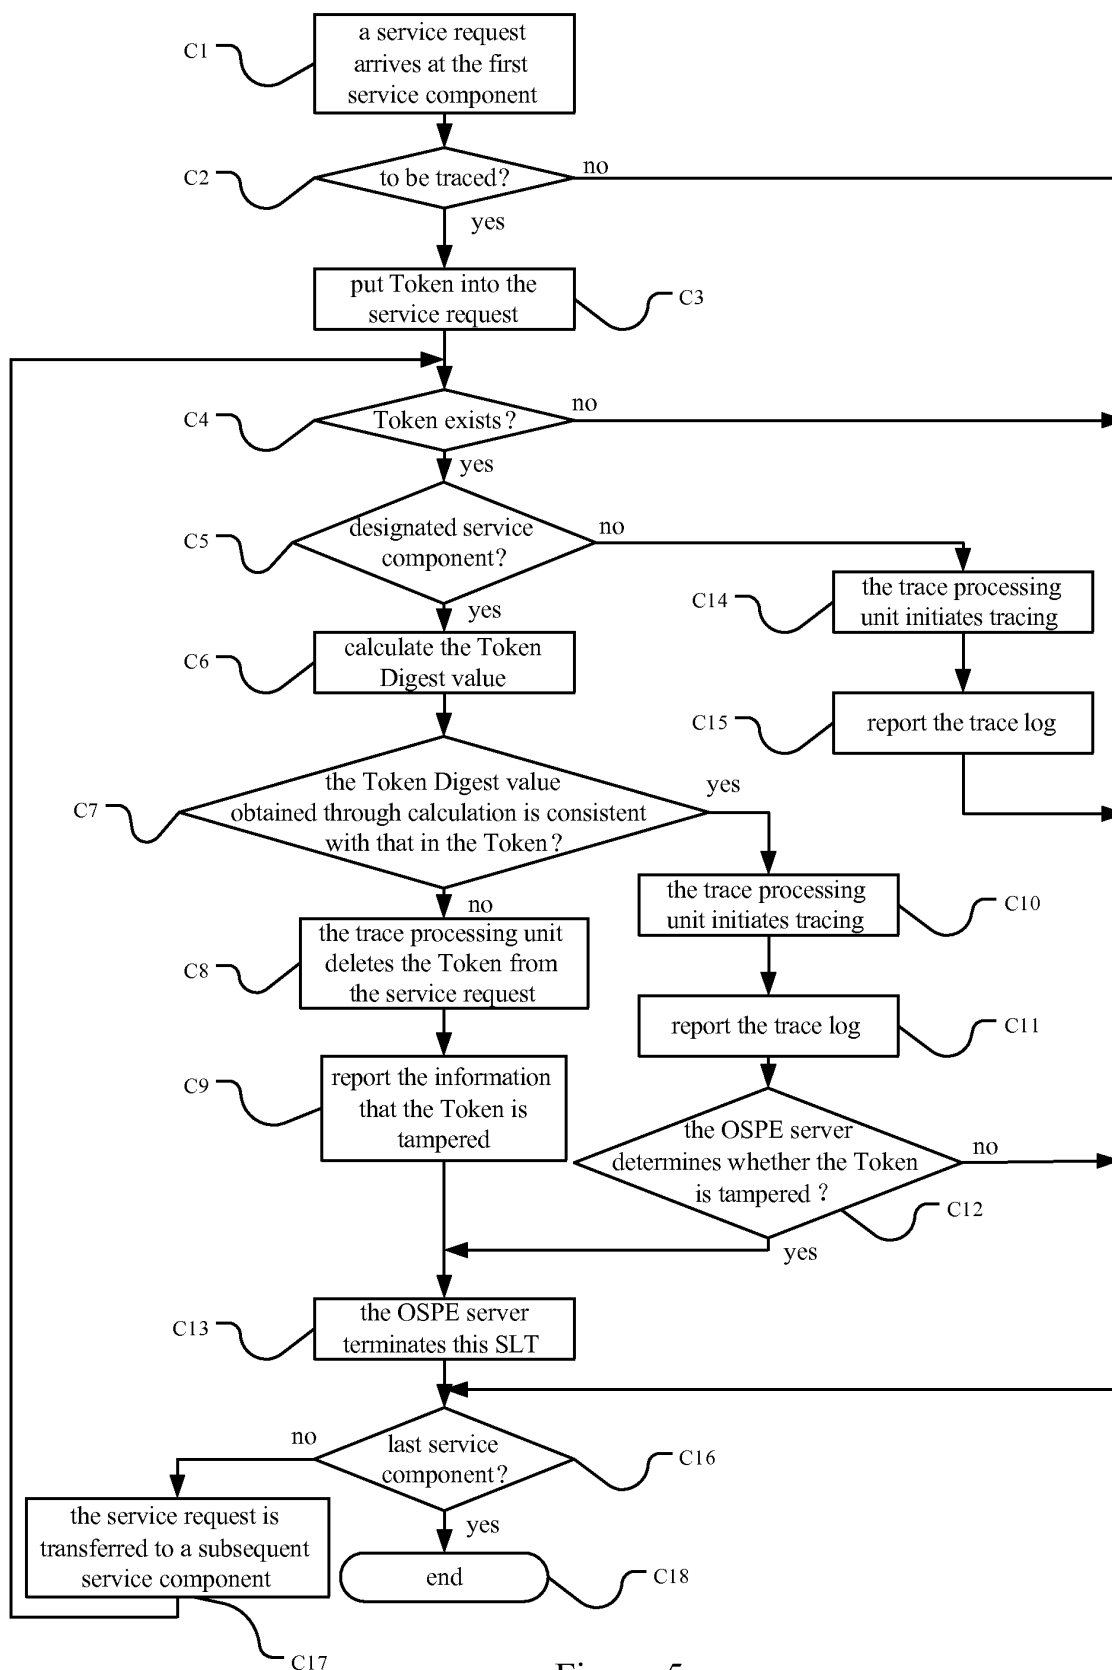 a service request
arrives at the first
service component
C1
to be traced?
no
C2
yes
put Token into the
service request
C3
Token exists?
no
C4
yes
designated service
component?
no
C5
yes
the trace processing
unit initiates tracing
C14
calculate the Token
Digest value
C6
report the trace log
C15
the Token Digest value
obtained through calculation is consistent
with that in the Token?
yes
C7
no
the trace processing
unit initiates tracing
C10
the trace processing unit
deletes the Token from
the service request
C8
report the trace log
C11
report the information
that the Token is
tampered
C9
the OSPE server
determines whether the Token
is tampered?
no
C12
yes
the OSPE server
terminates this SLT
C13
last service
component?
no
C16
yes
the service request is
transferred to a subsequent
service component
C17
end
C18
Figure 5